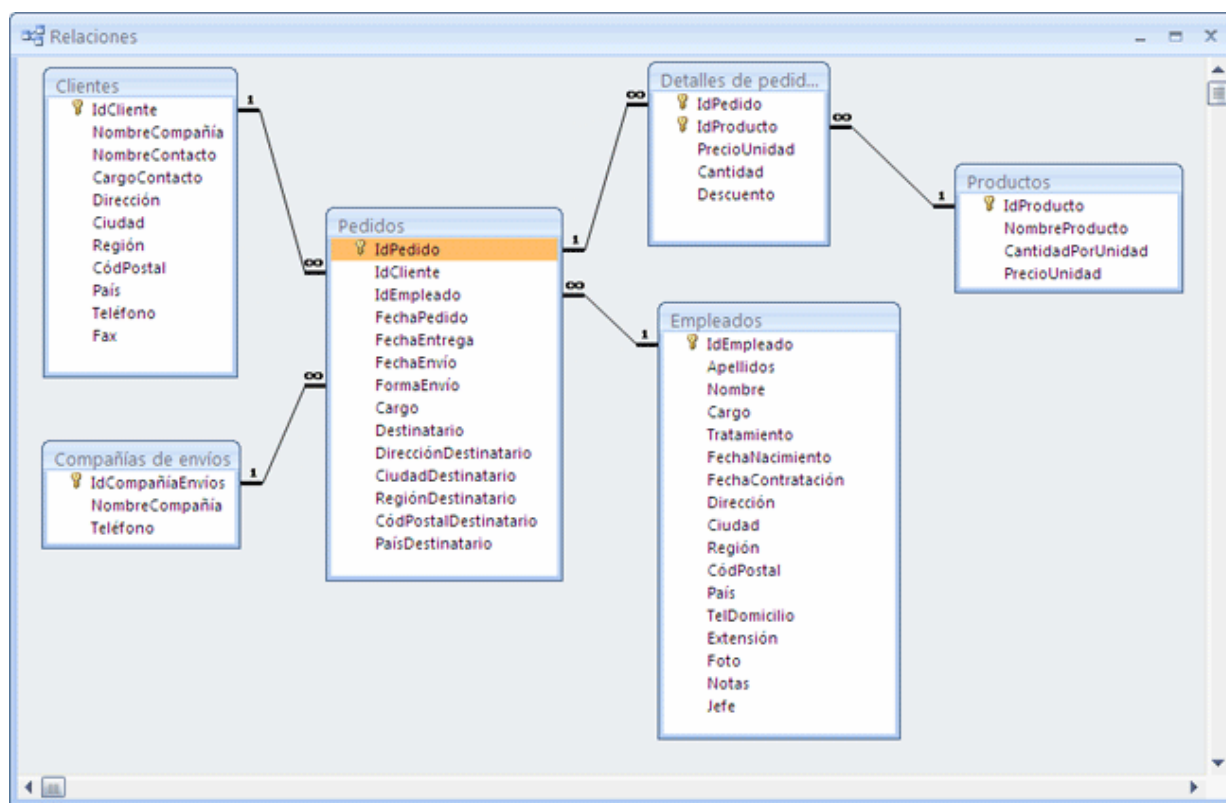 Relaciones
Clientes
IdCliente
NombreCompañía
NombreContacto
CargoContacto
Dirección
Ciudad
Región
CódPostal
País
Teléfono
Fax
1
∞
Compañías de envíos
IdCompañíaEnvios
NombreCompañía
Teléfono
1
∞
Pedidos
IdPedido
IdCliente
IdEmpleado
FechaPedido
FechaEntrega
FechaEnvío
FormaEnvío
Cargo
Destinatario
DirecciónDestinatario
CiudadDestinatario
RegiónDestinatario
CódPostalDestinatario
PaísDestinatario
1
∞
∞
1
Detalles de pedid...
IdPedido
IdProducto
PrecioUnidad
Cantidad
Descuento
∞
1
Empleados
IdEmpleado
Apellidos
Nombre
Cargo
Tratamiento
FechaNacimiento
FechaContratación
Dirección
Ciudad
Región
CódPostal
País
TelDomicilio
Extensión
Foto
Notas
Jefe
Productos
IdProducto
NombreProducto
CantidadPorUnidad
PrecioUnidad